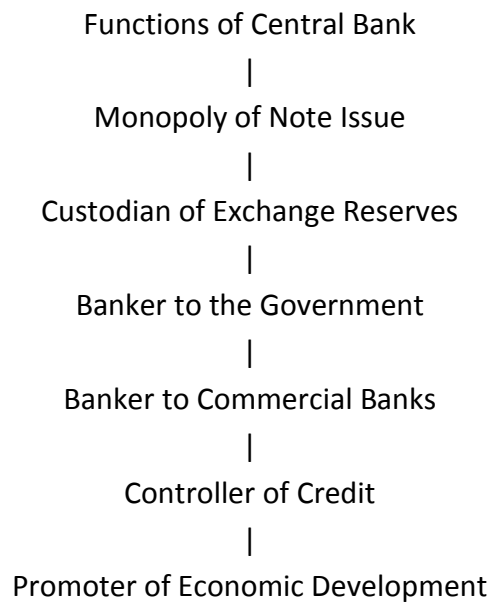 Functions of Central Bank
|
Monopoly of Note Issue
|
Custodian of Exchange Reserves
|
Banker to the Government
|
Banker to Commercial Banks
|
Controller of Credit
|
Promoter of Economic Development